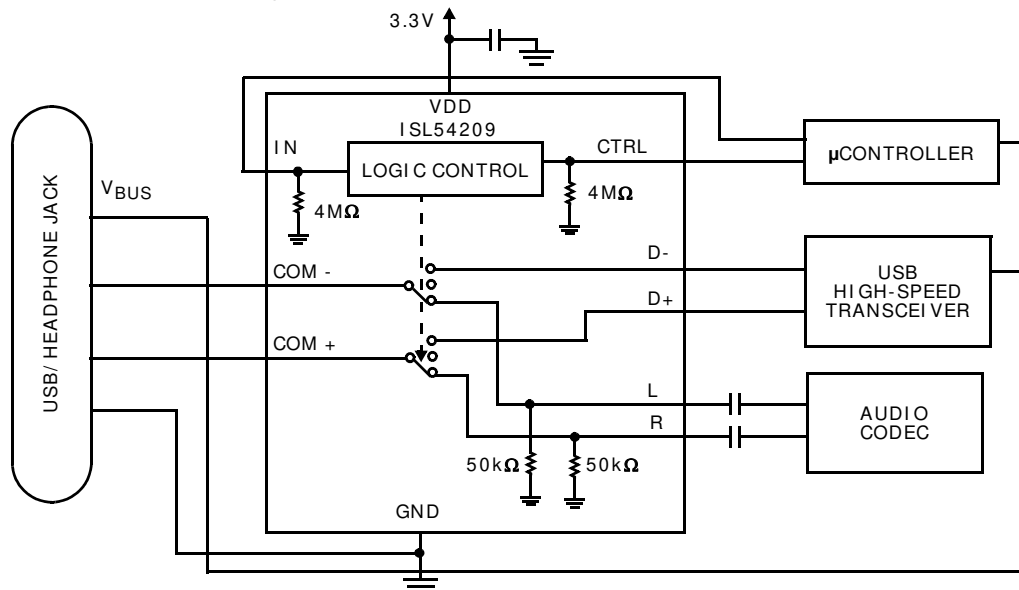 3.3V
VDD
ISL54209
IN
LOGIC CONTROL
CTRL
µCONTROLLER
4MΩ
4MΩ
VBUS
USB/HEADPHONE JACK
COM -
D-
USB
HIGH-SPEED
TRANSCEIVER
D+
COM +
L
R
AUDIO
CODEC
50kΩ
50kΩ
GND